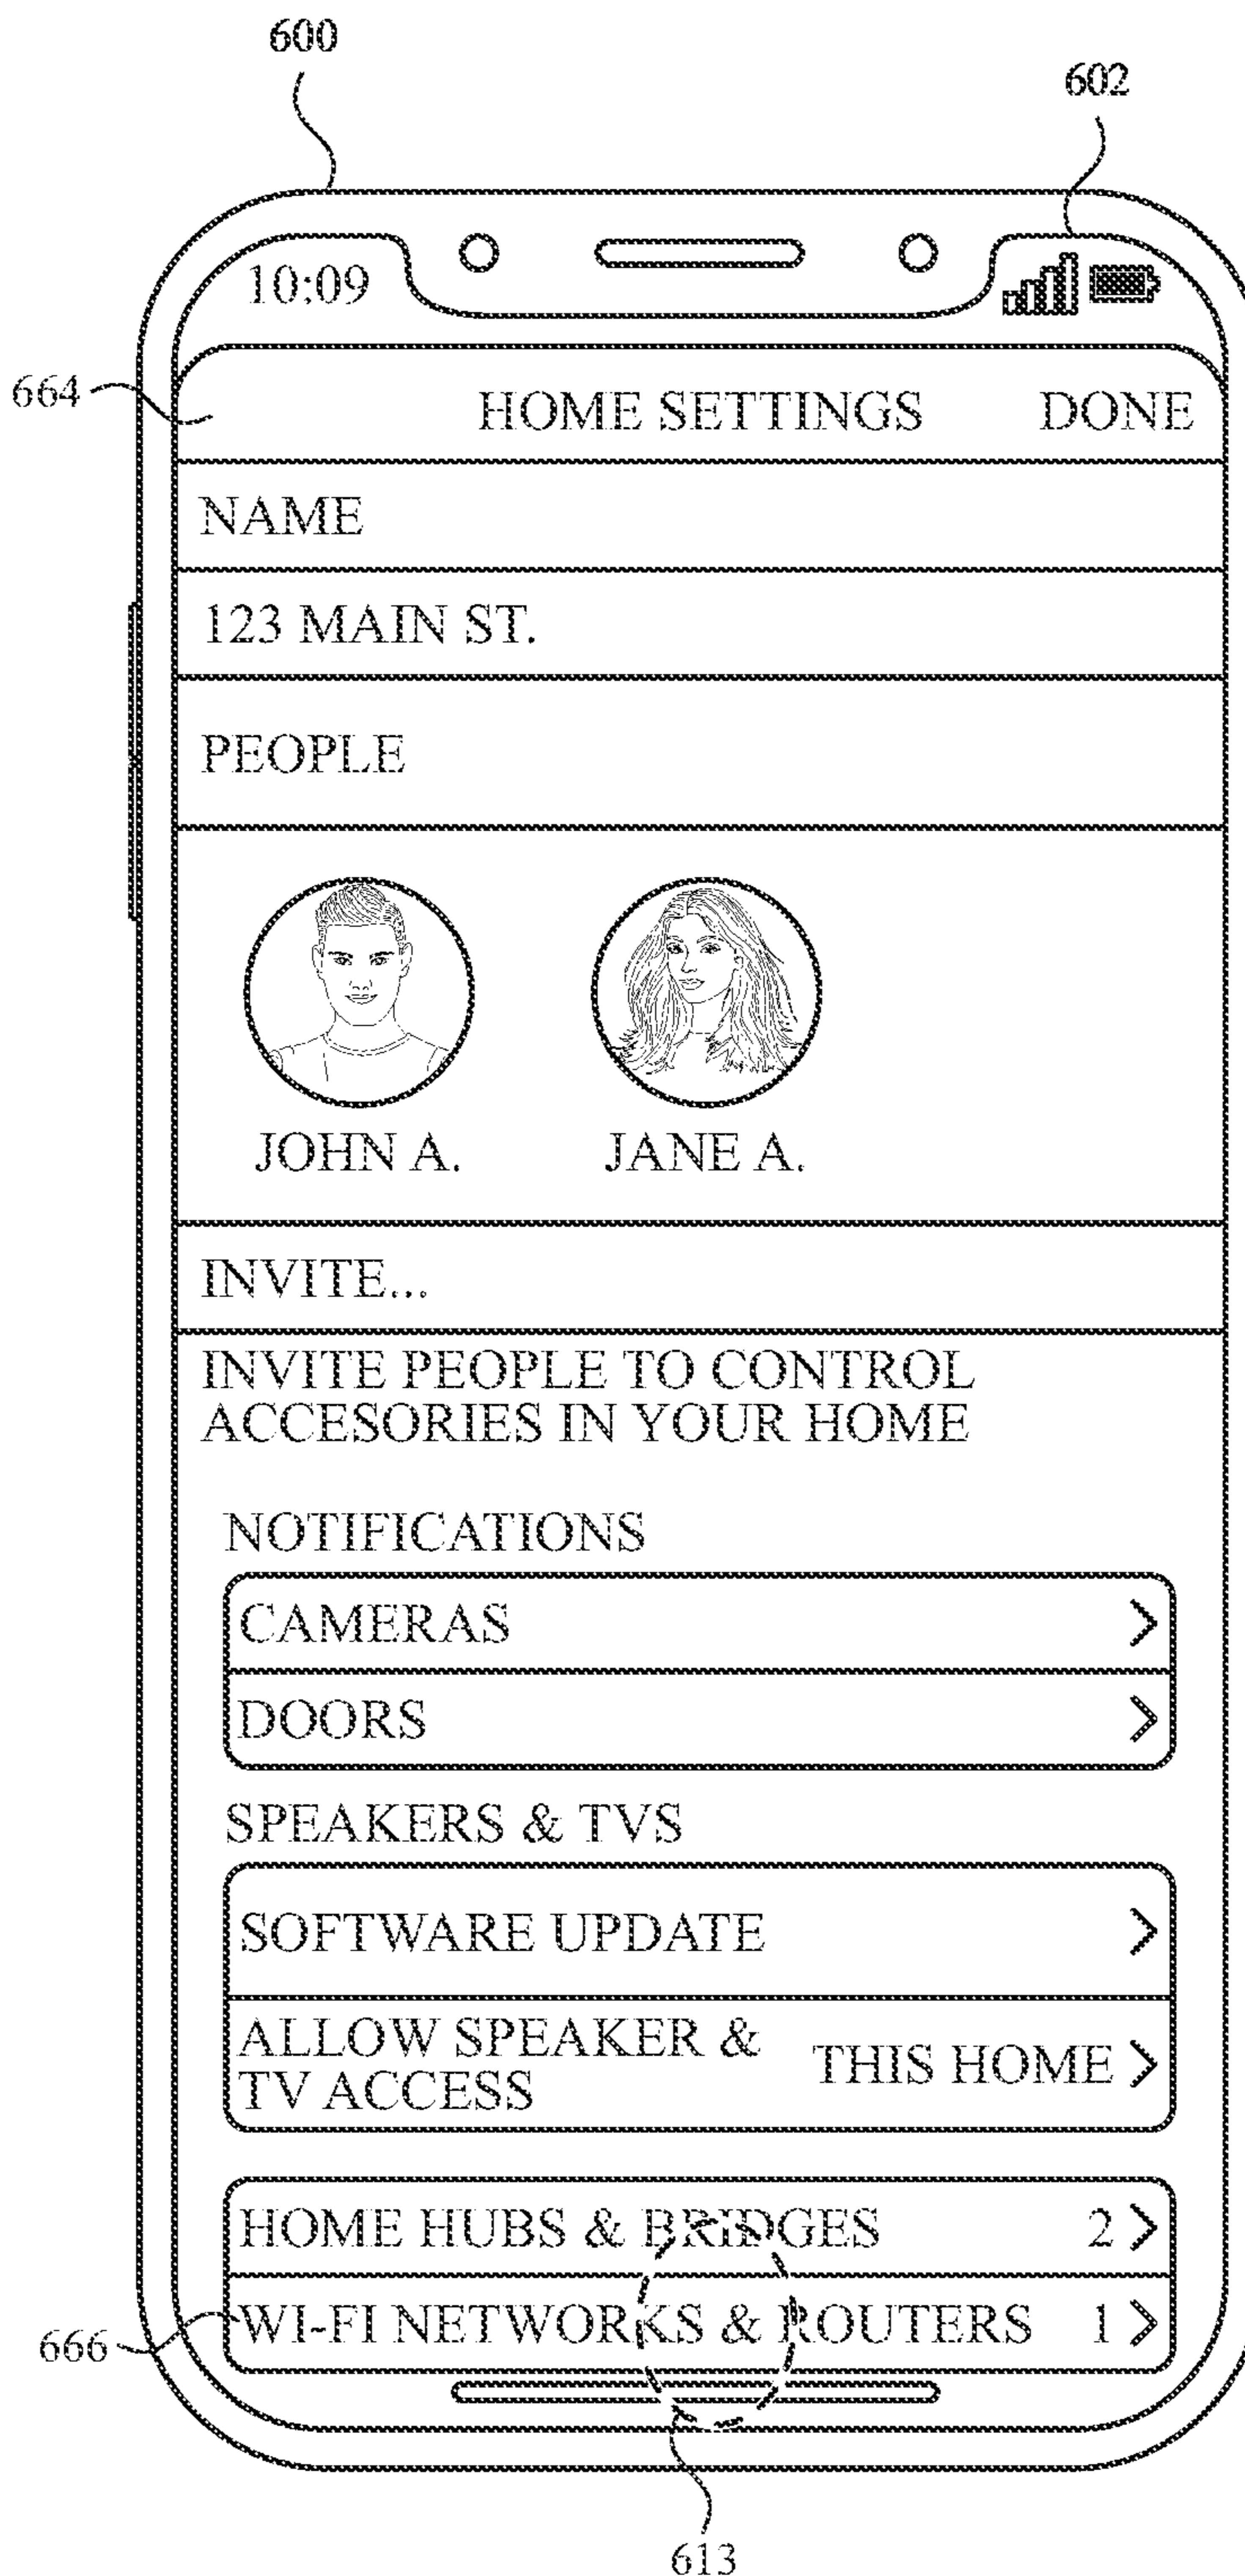 600
602
10:09
664
HOME SETTINGS DONE
NAME
123 MAIN ST.
PEOPLE
JOHN A. JANE A.
INVITE...
INVITE PEOPLE TO CONTROL
ACCESORIES IN YOUR HOME
NOTIFICATIONS
CAMERAS >
DOORS >
SPEAKERS & TVS
SOFTWARE UPDATE >
ALLOW SPEAKER &
TV ACCESS
THIS HOME >
HOME HUBS & BRIDGES 2 >
WI-FI NETWORKS & ROUTERS 1 >
666
613